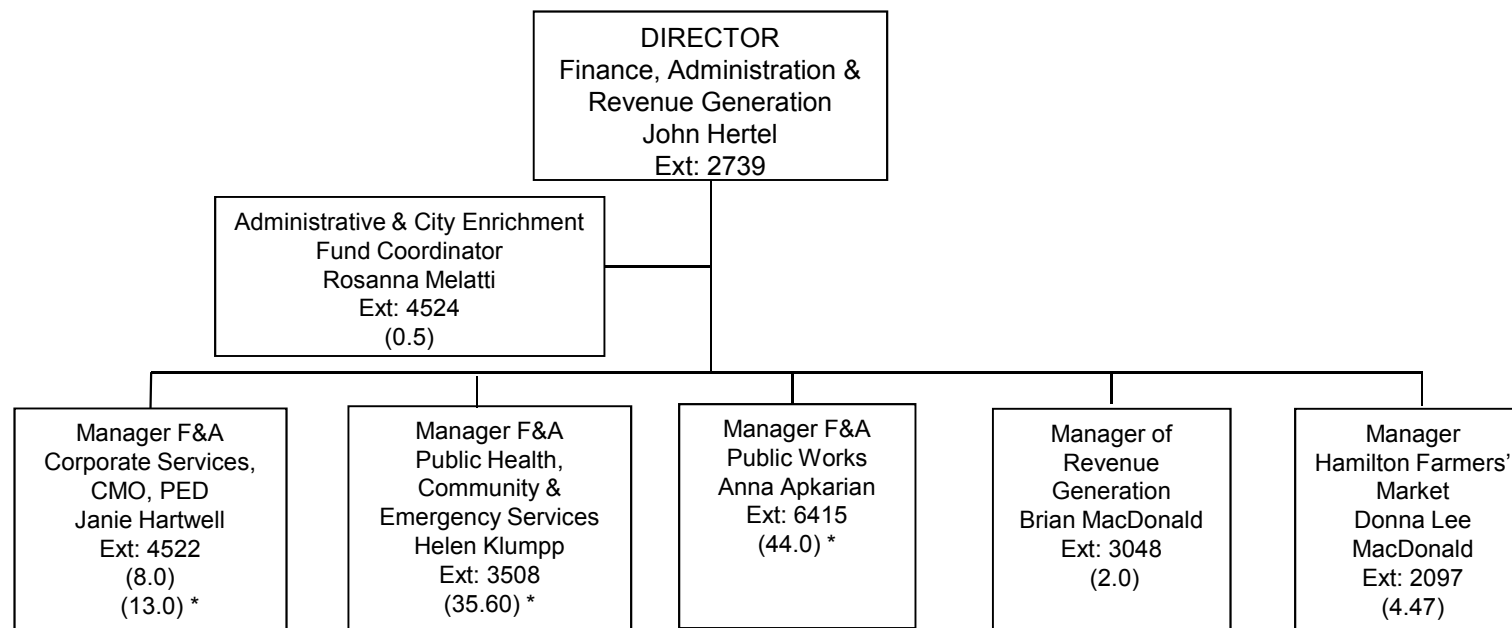 DIRECTOR
Finance, Administration &
Revenue Generation
John Hertel
Ext: 2739
Administrative & City Enrichment
Fund Coordinator
Rosanna Melatti
Ext: 4524
(0.5)
Manager F&A
Corporate Services,
CMO, PED
Janie Hartwell
Ext: 4522
(8.0)
(13.0) *
Manager F&A
Public Health,
Community &
Emergency Services
Helen Klumpp
Ext: 3508
(35.60) *
Manager F&A
Public Works
Anna Apkarian
Ext: 6415
(44.0) *
Manager of
Revenue
Generation
Brian MacDonald
Ext: 3048
(2.0)
Manager
Hamilton Farmers’
Market
Donna Lee
MacDonald
Ext: 2097
(4.47)